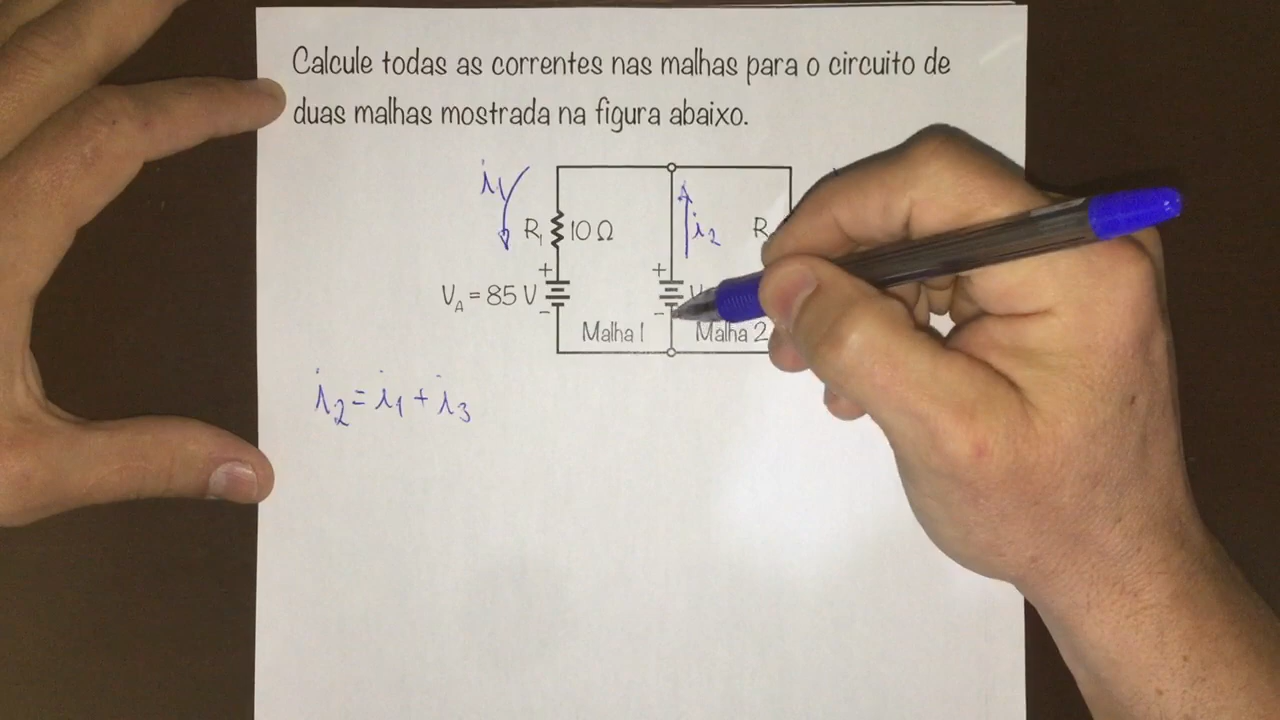 Calcule todas as correntes nas malhas para o circuito de
duas malhas mostrada na figura abaixo.
i₁
R₁ 10 Ω
i₂
R
+
+
V_A = 85 V
V
-
-
Malha 1
Malha 2
i₂ = i₁ + i₃